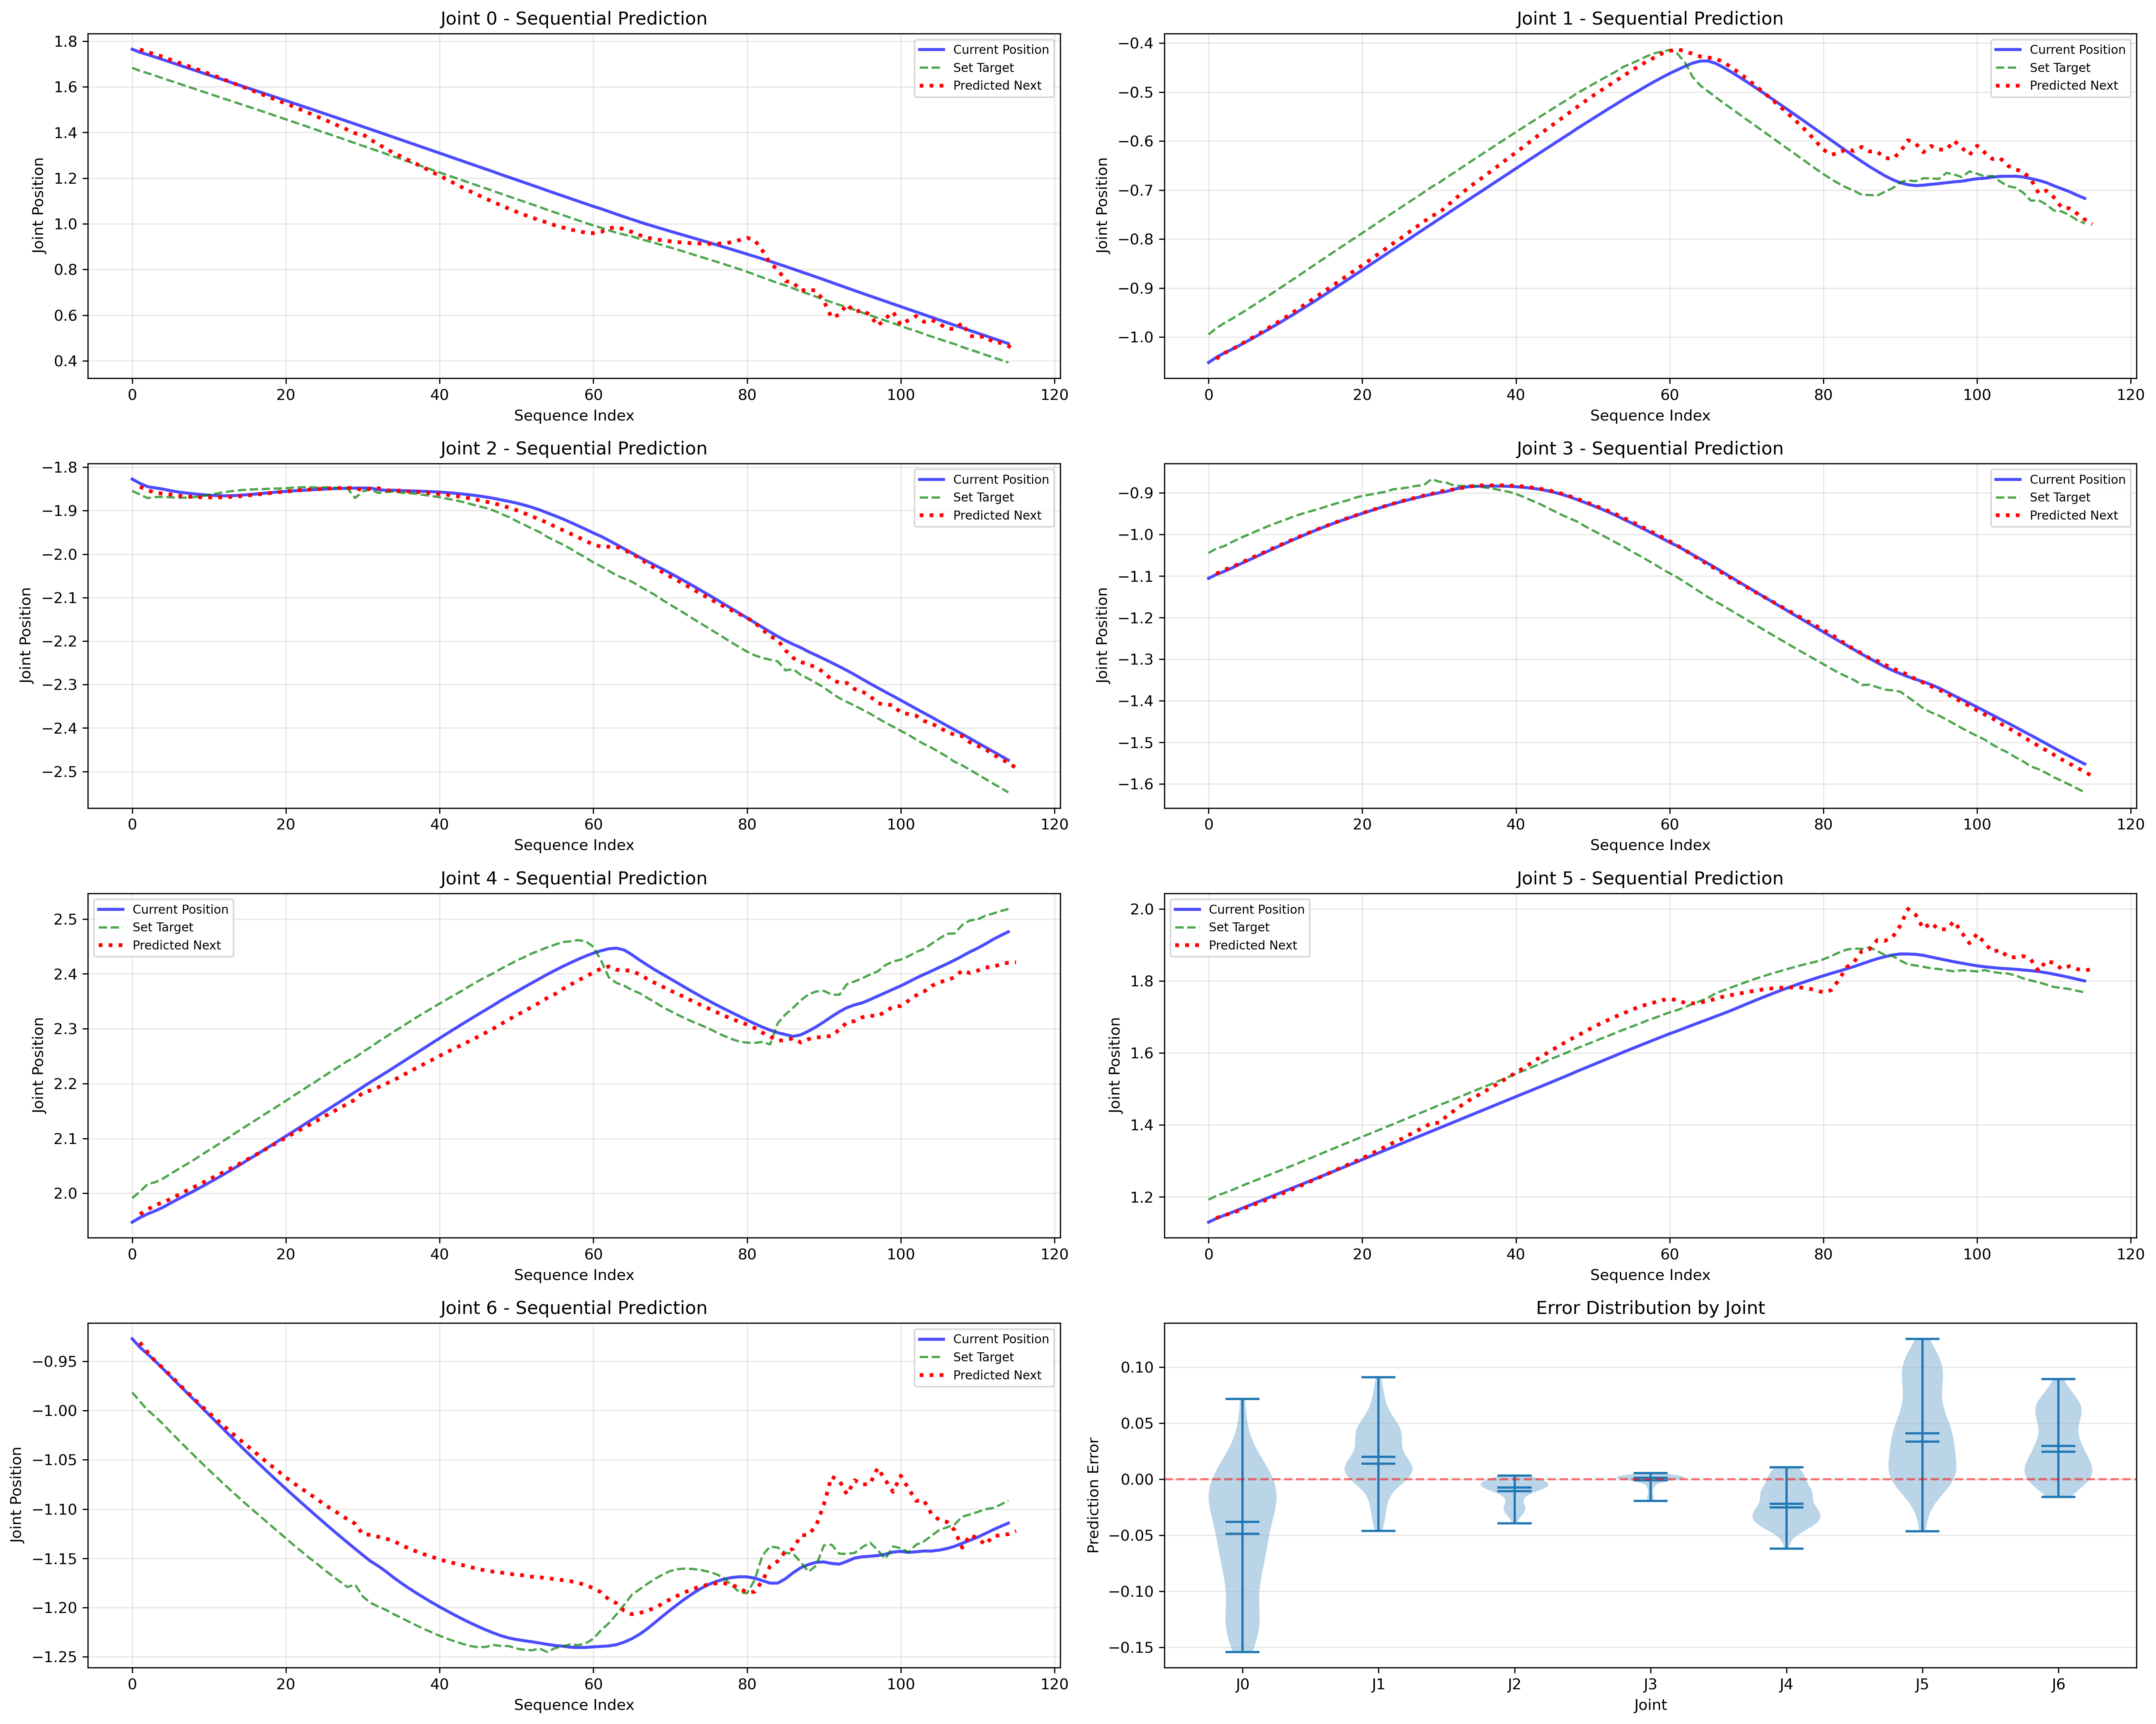 Joint 0 - Sequential Prediction
1.8
1.6
1.4
1.2
1.0
0.8
0.6
0.4
Joint Position
Current Position
Set Target
Predicted Next
0 20 40 60 80 100 120
Sequence Index
Joint 1 - Sequential Prediction
−0.4
−0.5
−0.6
−0.7
−0.8
−0.9
−1.0
Joint Position
Current Position
Set Target
Predicted Next
0 20 40 60 80 100 120
Sequence Index
Joint 2 - Sequential Prediction
−1.8
−1.9
−2.0
−2.1
−2.2
−2.3
−2.4
−2.5
Joint Position
Current Position
Set Target
Predicted Next
0 20 40 60 80 100 120
Sequence Index
Joint 3 - Sequential Prediction
−0.9
−1.0
−1.1
−1.2
−1.3
−1.4
−1.5
−1.6
Joint Position
Current Position
Set Target
Predicted Next
0 20 40 60 80 100 120
Sequence Index
Joint 4 - Sequential Prediction
2.5
2.4
2.3
2.2
2.1
2.0
Joint Position
Current Position
Set Target
Predicted Next
0 20 40 60 80 100 120
Sequence Index
Joint 5 - Sequential Prediction
2.0
1.8
1.6
1.4
1.2
Joint Position
Current Position
Set Target
Predicted Next
0 20 40 60 80 100 120
Sequence Index
Joint 6 - Sequential Prediction
−0.95
−1.00
−1.05
−1.10
−1.15
−1.20
−1.25
Joint Position
Current Position
Set Target
Predicted Next
0 20 40 60 80 100 120
Sequence Index
Error Distribution by Joint
0.10
0.05
0.00
−0.05
−0.10
−0.15
Prediction Error
J0 J1 J2 J3 J4 J5 J6
Joint